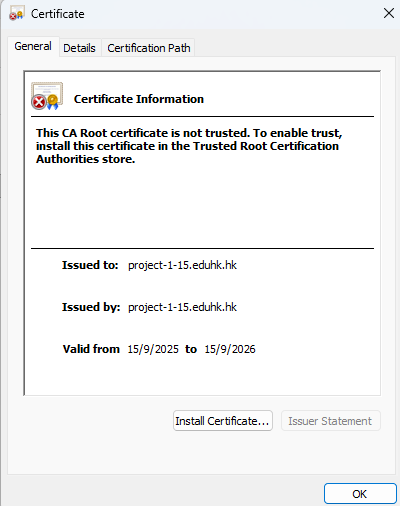 Certificate
General Details Certification Path
Certificate Information
This CA Root certificate is not trusted. To enable trust,
install this certificate in the Trusted Root Certification
Authorities store.
Issued to: project-1-15.eduhk.hk
Issued by: project-1-15.eduhk.hk
Valid from 15/9/2025 to 15/9/2026
Install Certificate... Issuer Statement
OK